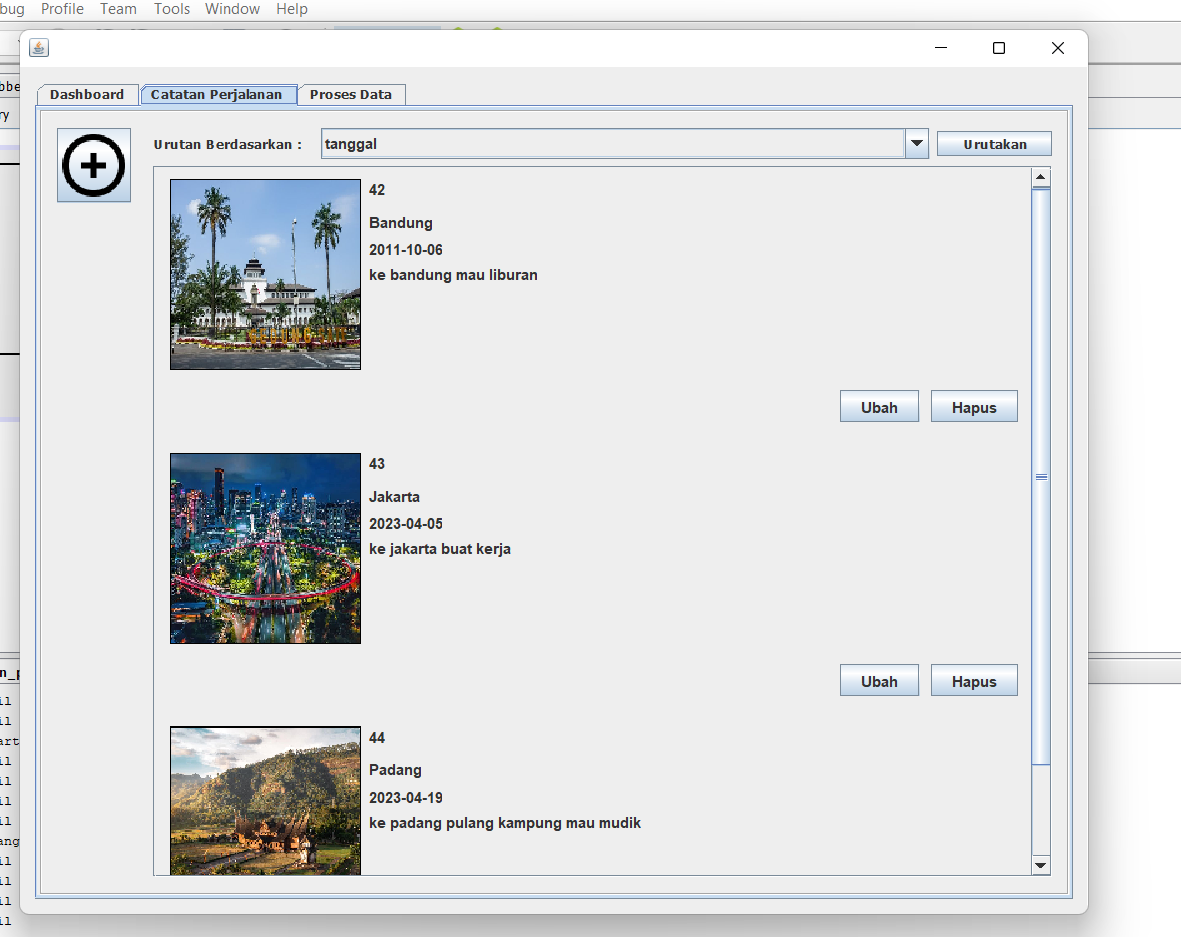 bug Profile Team Tools Window Help
Dashboard Catatan Perjalanan Proses Data
Urutan Berdasarkan : tanggal Urutakan
42
Bandung
2011-10-06
ke bandung mau liburan
Ubah Hapus
43
Jakarta
2023-04-05
ke jakarta buat kerja
Ubah Hapus
44
Padang
2023-04-19
ke padang pulang kampung mau mudik